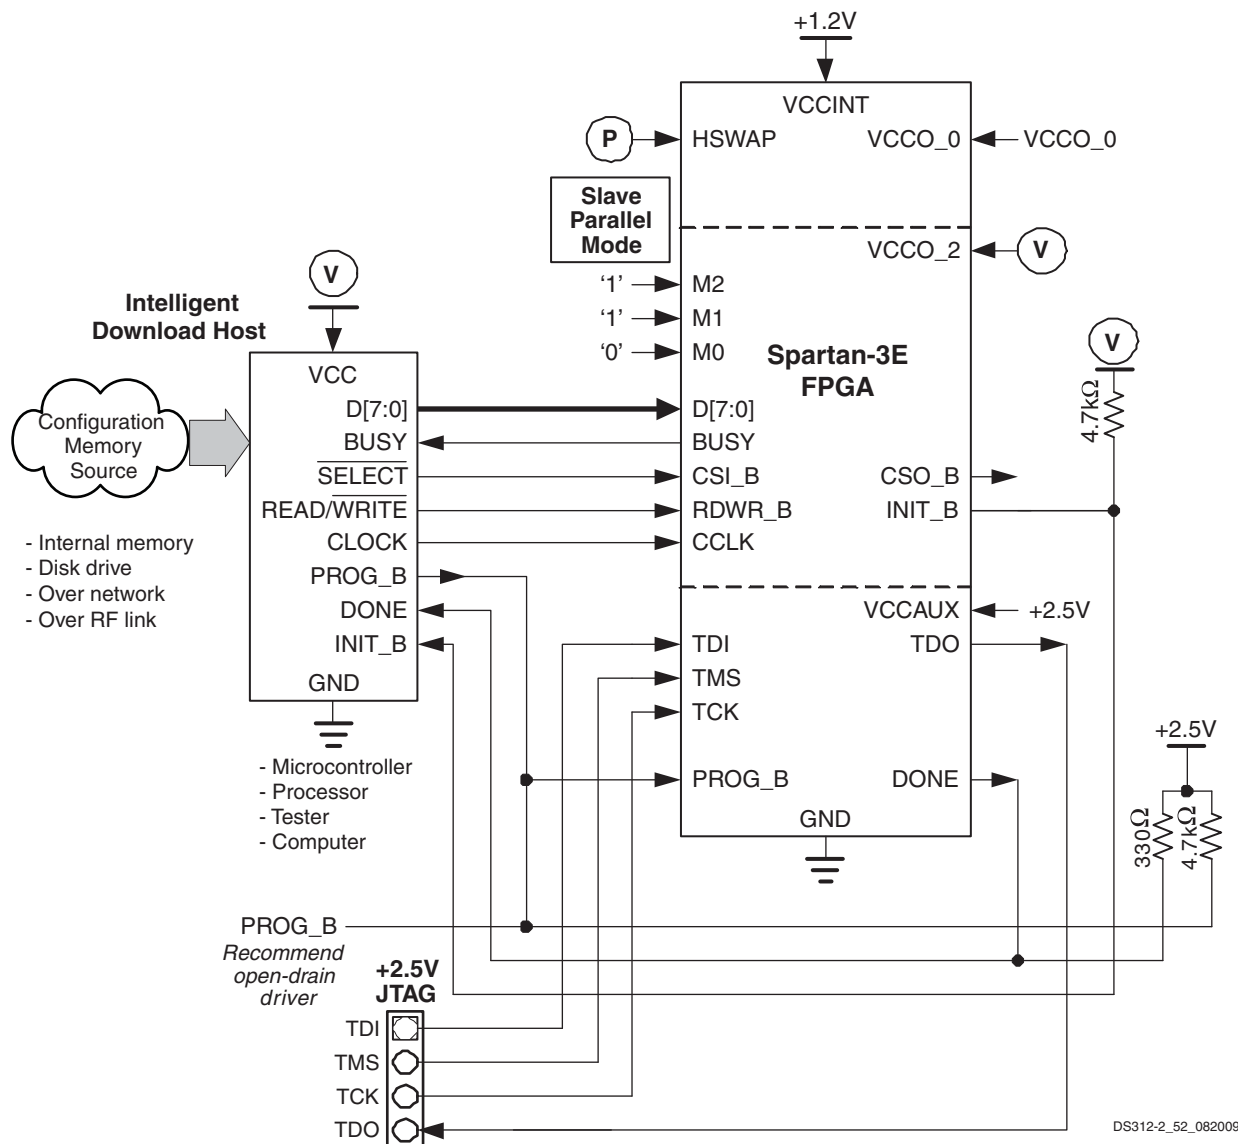 +1.2V
VCCINT
P
HSWAP
VCCO_0
VCCO_0
Slave
Parallel
Mode
VCCO_2
V
V
‘1’
M2
Intelligent
Download Host
‘1’
M1
‘0’
M0
Spartan-3E
FPGA
V
4.7kΩ
VCC
Configuration
Memory
Source
D[7:0]
D[7:0]
BUSY
BUSY
SELECT
CSI_B
CSO_B
READ/WRITE
RDWR_B
INIT_B
CLOCK
CCLK
- Internal memory
- Disk drive
- Over network
- Over RF link
PROG_B
DONE
VCCAUX
+2.5V
INIT_B
TDI
TDO
GND
TMS
TCK
+2.5V
- Microcontroller
- Processor
- Tester
- Computer
PROG_B
DONE
GND
330Ω
4.7kΩ
PROG_B
Recommend
open-drain
driver
+2.5V
JTAG
TDI
TMS
TCK
TDO
DS312-2_52_082009